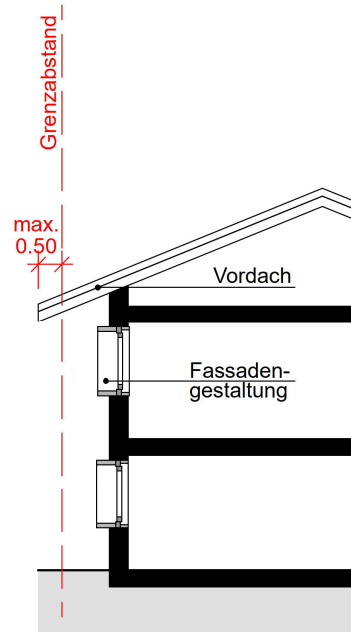 Grenzabstand
max.
0.50
Vordach
Fassaden-
gestaltung